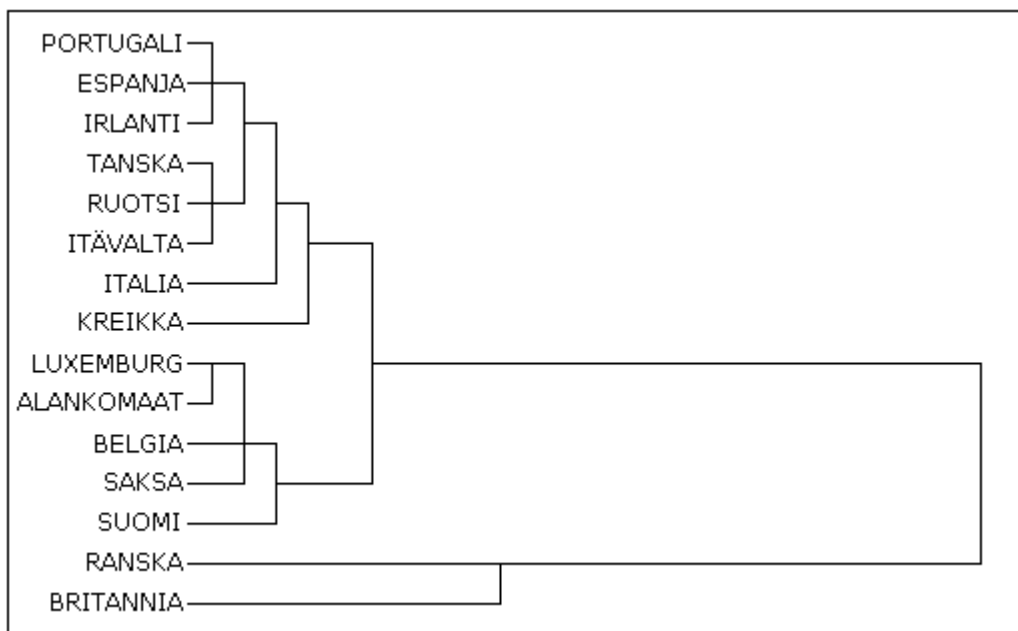 PORTUGALI
ESPANJA
IRLANTI
TANSKA
RUOTSI
ITÄVALTA
ITALIA
KREIKKA
LUXEMBURG
ALANKOMAAT
BELGIA
SAKSA
SUOMI
RANSKA
BRITANNIA